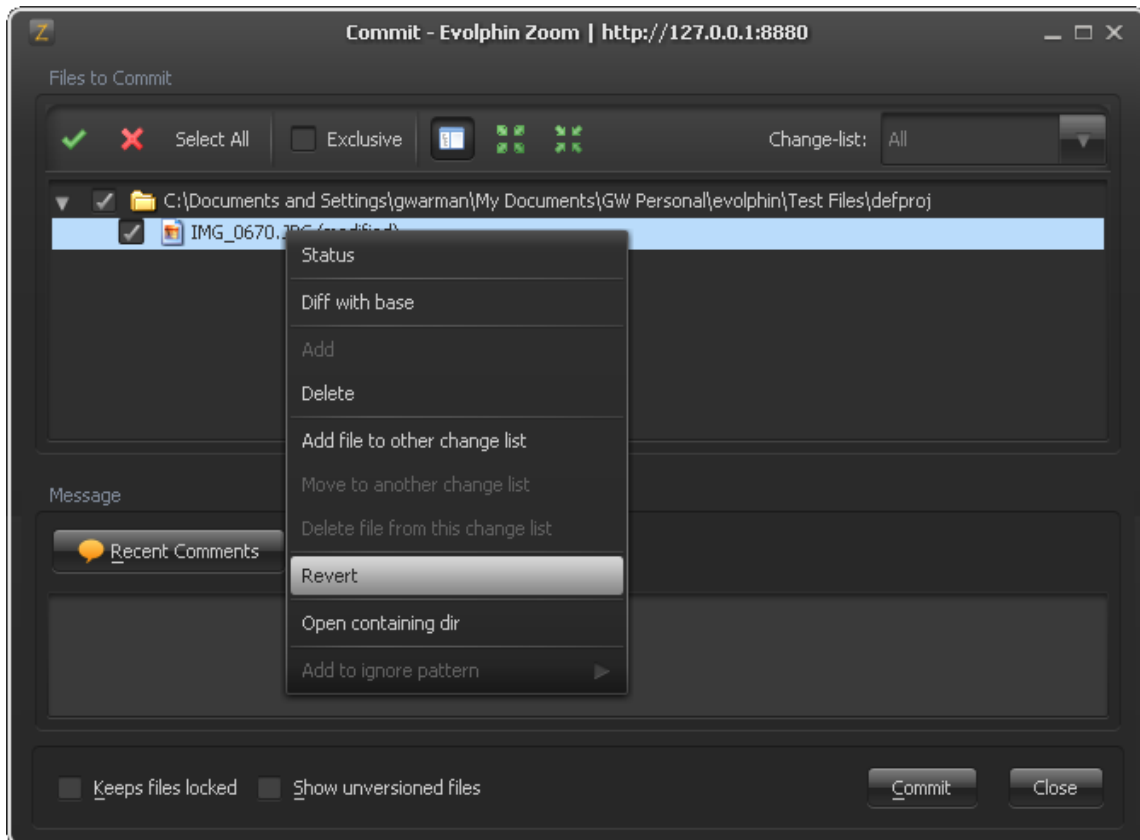 Z Commit - Evolphin Zoom | http://127.0.0.1:8880
Files to Commit
Select All Exclusive Change-list: All
C:\Documents and Settings\gwarman\My Documents\GW Personal\evolphin\Test Files\defproj
IMG_0670.JPG (modified)
Status
Diff with base
Add
Delete
Add file to other change list
Move to another change list
Delete file from this change list
Revert
Open containing dir
Add to ignore pattern
Message
Recent Comments
Keeps files locked Show unversioned files Commit Close